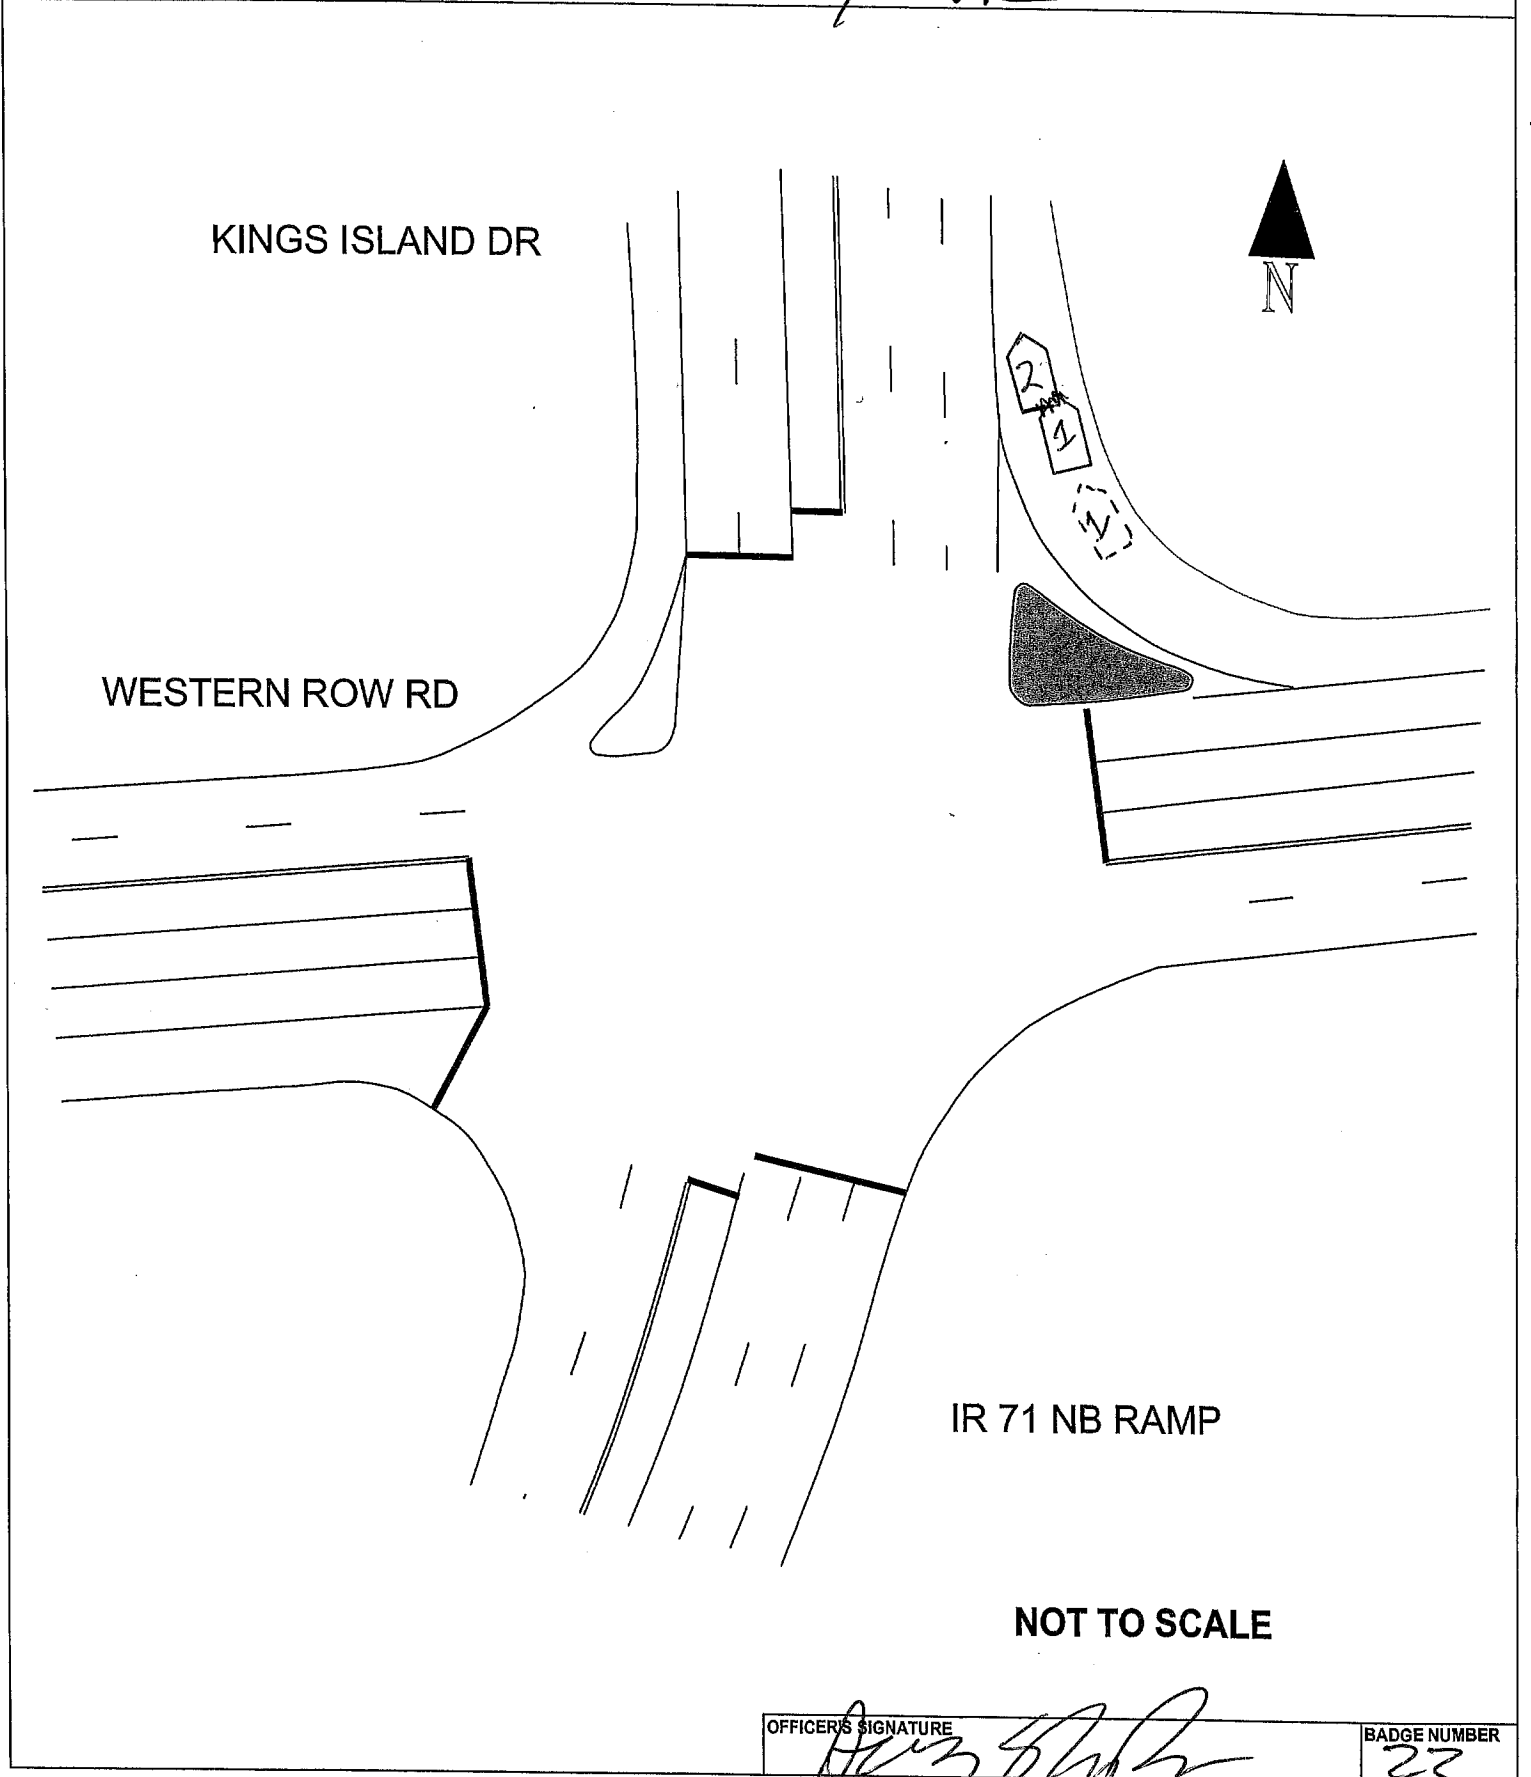 KINGS ISLAND DR
N
2
1
1
WESTERN ROW RD
IR 71 NB RAMP
NOT TO SCALE
OFFICER'S SIGNATURE
BADGE NUMBER
22